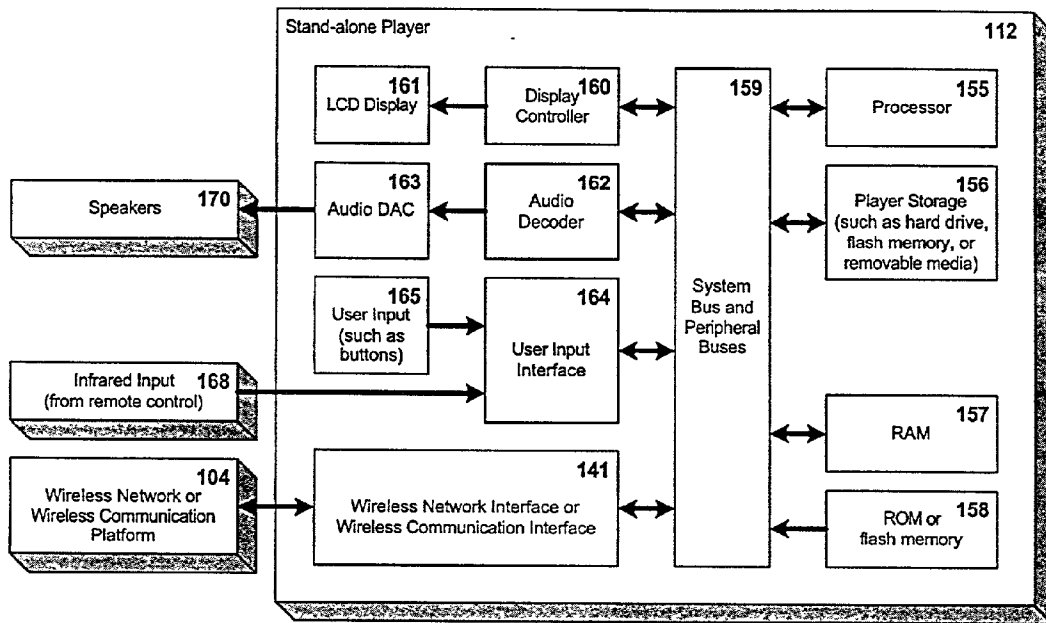 Stand-alone Player
112
161
LCD Display
160
Display
Controller
159
System
Bus and
Peripheral
Buses
155
Processor
170
Speakers
163
Audio DAC
162
Audio
Decoder
156
Player Storage
(such as hard drive,
flash memory, or
removable media)
165
User Input
(such as
buttons)
164
User Input
Interface
168
Infrared Input
(from remote control)
157
RAM
104
Wireless Network or
Wireless Communication
Platform
141
Wireless Network Interface or
Wireless Communication Interface
158
ROM or
flash memory